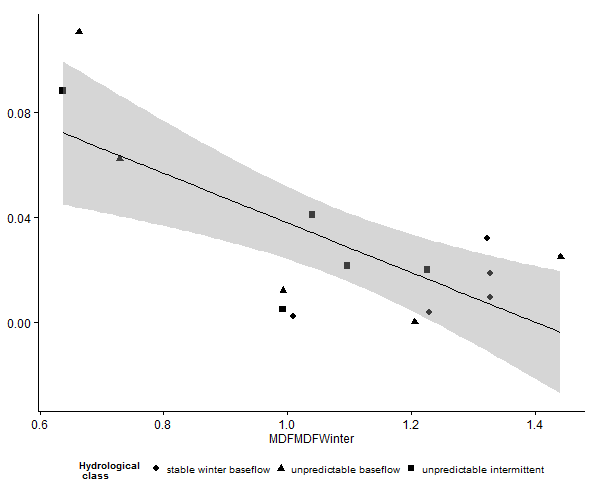 0.08
0.04
0.00
0.6 0.8 1.0 1.2 1.4
MDFMDFWinter
Hydrological
class
stable winter baseflow unpredictable baseflow unpredictable intermittent